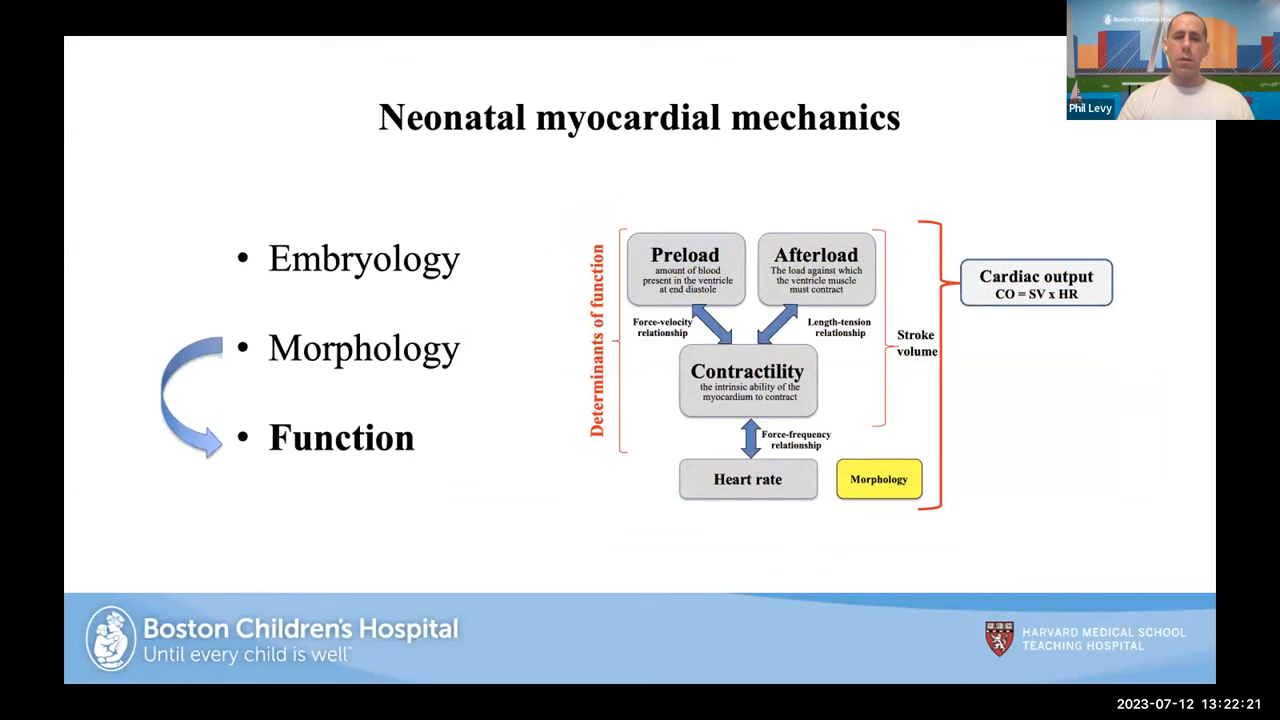 Boston Children's Hos
Phil Levy
Neonatal myocardial mechanics
• Embryology
• Morphology
• Function
Determinants of function
Preload
amount of blood
present in the ventricle
at end diastole
Afterload
The load against which
the ventricle muscle
must contract
Force-velocity
relationship
Length-tension
relationship
Contractility
the intrinsic ability of the
myocardium to contract
Force-frequency
relationship
Heart rate
Morphology
Stroke
volume
Cardiac output
CO = SV x HR
Boston Children's Hospital
Until every child is well™
HARVARD MEDICAL SCHOOL
TEACHING HOSPITAL
2023-07-12 13:22:21